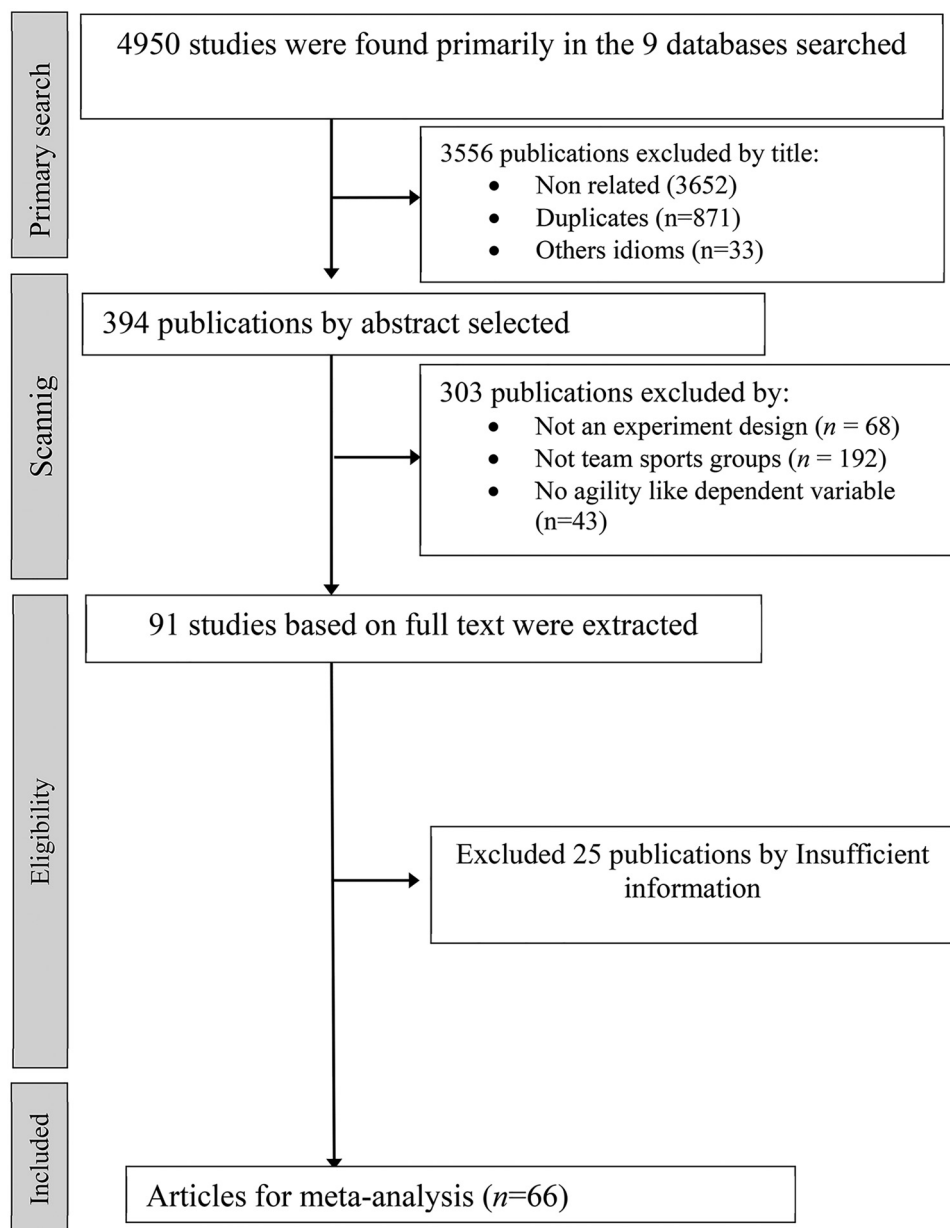 Primary search
4950 studies were found primarily in the 9 databases searched
3556 publications excluded by title:
• Non related (3652)
• Duplicates (n=871)
• Others idioms (n=33)
Scannig
394 publications by abstract selected
303 publications excluded by:
• Not an experiment design (n = 68)
• Not team sports groups (n = 192)
• No agility like dependent variable
(n=43)
Eligibility
91 studies based on full text were extracted
Excluded 25 publications by Insufficient
information
Included
Articles for meta-analysis (n=66)